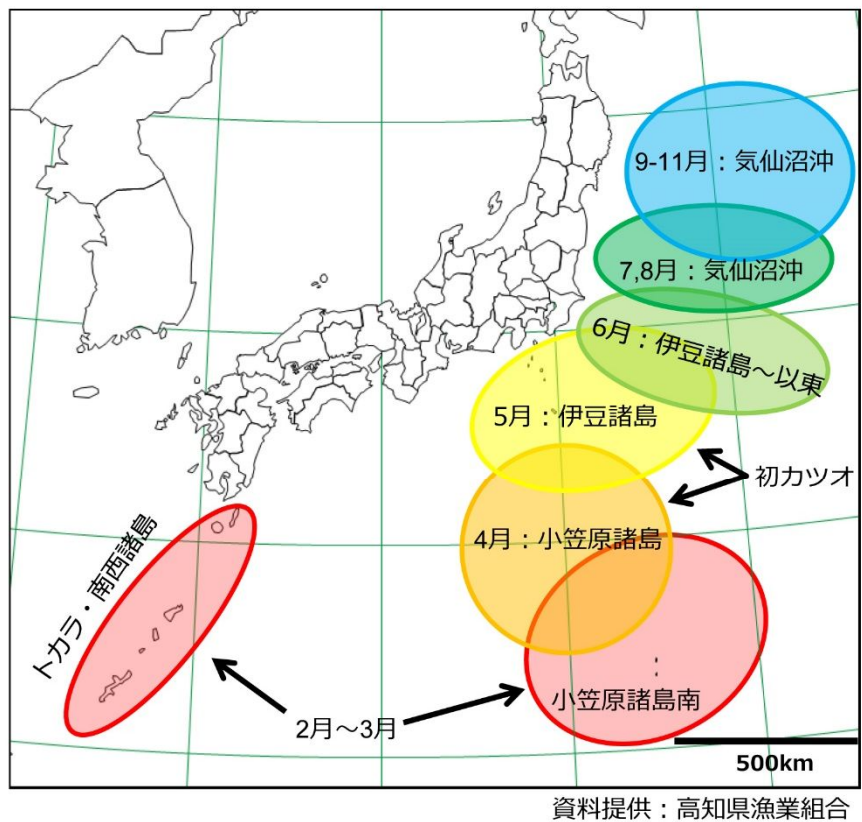 9-11月：気仙沼沖
7,8月：気仙沼沖
6月：伊豆諸島～以東
5月：伊豆諸島
初カツオ
4月：小笠原諸島
トカラ・南西諸島
小笠原諸島南
2月～3月
500km
資料提供：高知県漁業組合